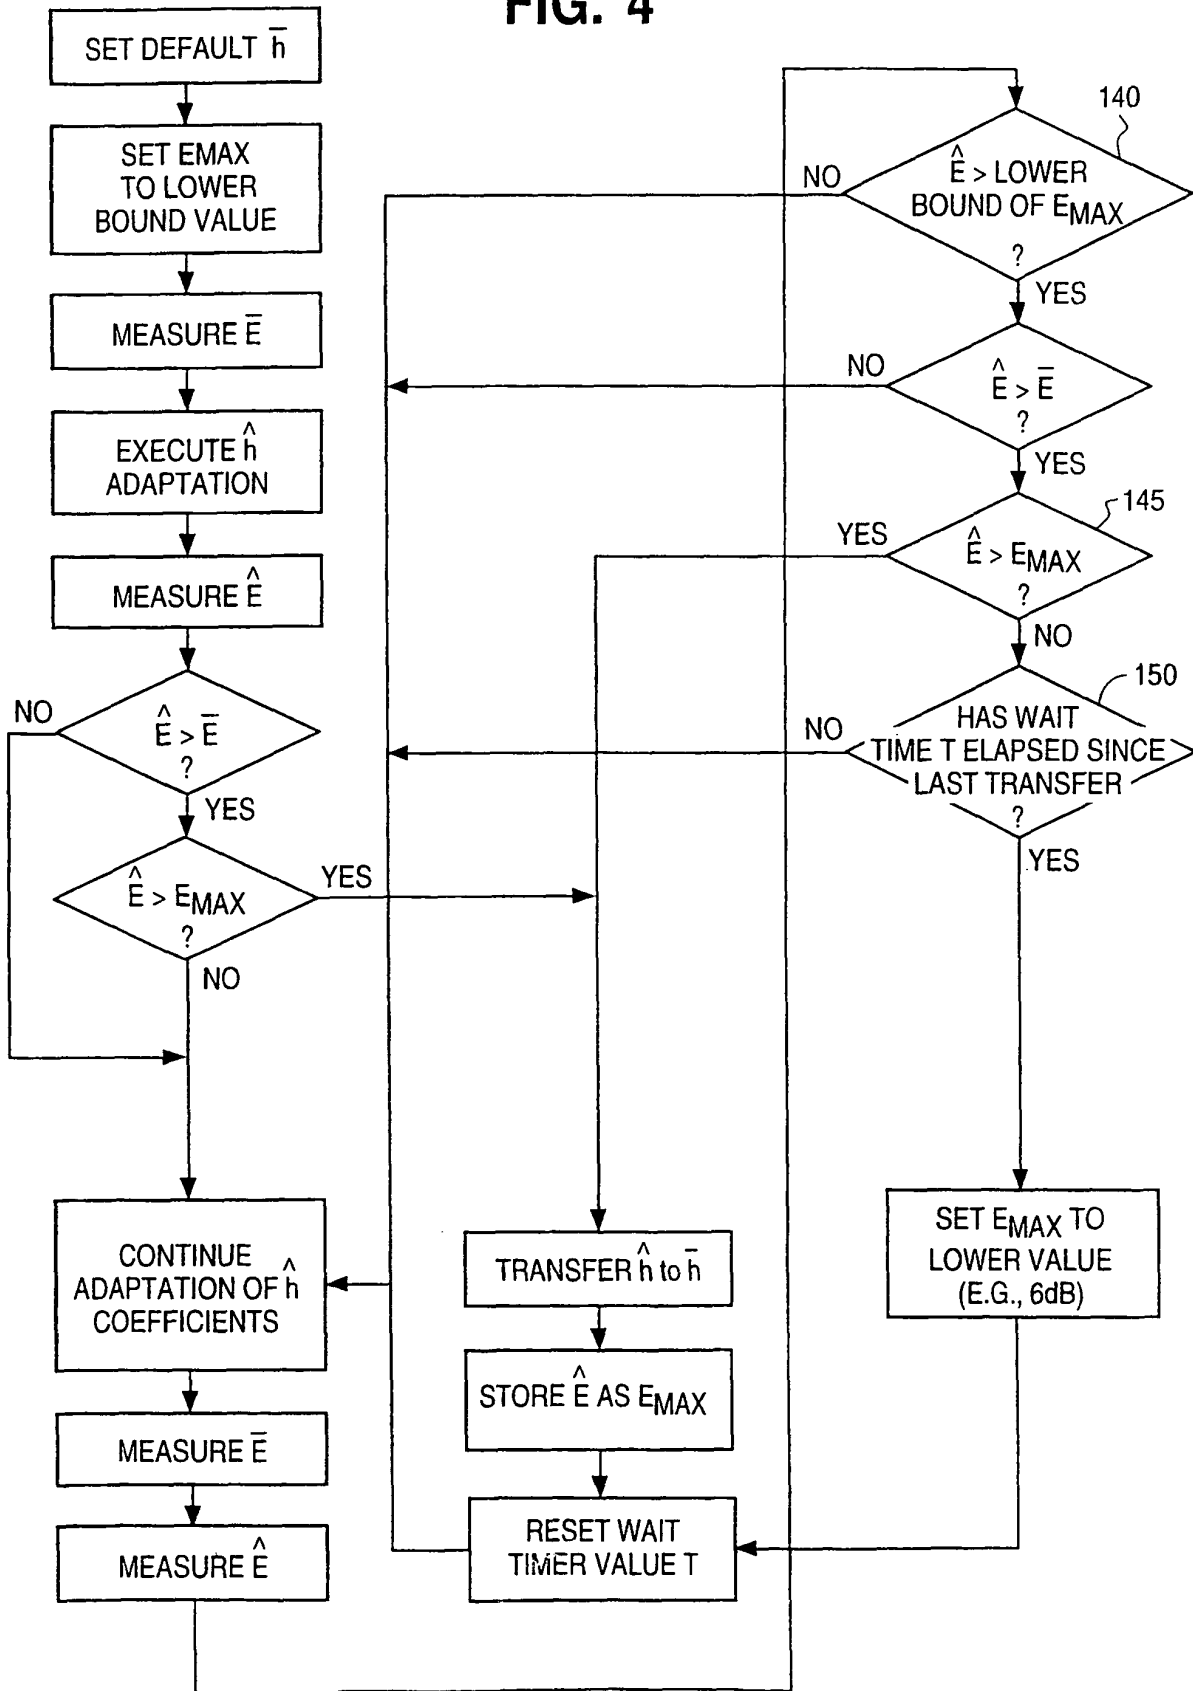 FIG. 4
SET DEFAULT h̅
SET EMAX
TO LOWER
BOUND VALUE
MEASURE E̅
EXECUTE ĥ
ADAPTATION
MEASURE Ê
Ê > E̅
?
NO
YES
Ê > EMAX
?
YES
NO
CONTINUE
ADAPTATION OF ĥ
COEFFICIENTS
MEASURE E̅
MEASURE Ê
140
Ê > LOWER
BOUND OF EMAX
?
NO
YES
Ê > E̅
?
NO
YES
145
Ê > EMAX
?
YES
NO
150
HAS WAIT
TIME T ELAPSED SINCE
LAST TRANSFER
?
NO
YES
SET EMAX TO
LOWER VALUE
(E.G., 6dB)
TRANSFER ĥ to h̅
STORE Ê AS EMAX
RESET WAIT
TIMER VALUE T